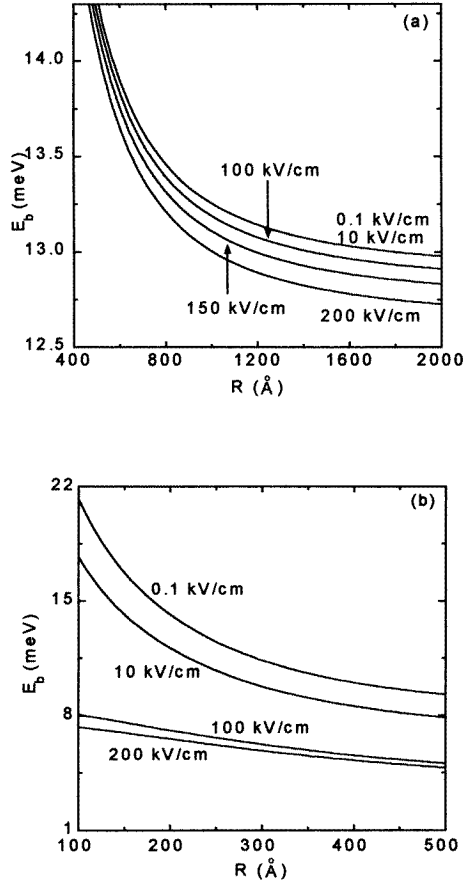 (a)
14.0
13.5
13.0
12.5
E_b (meV)
100 kV/cm
0.1 kV/cm
10 kV/cm
150 kV/cm
200 kV/cm
400 800 1200 1600 2000
R (Å)
(b)
22
15
8
1
E_b (meV)
0.1 kV/cm
10 kV/cm
100 kV/cm
200 kV/cm
100 200 300 400 500
R (Å)